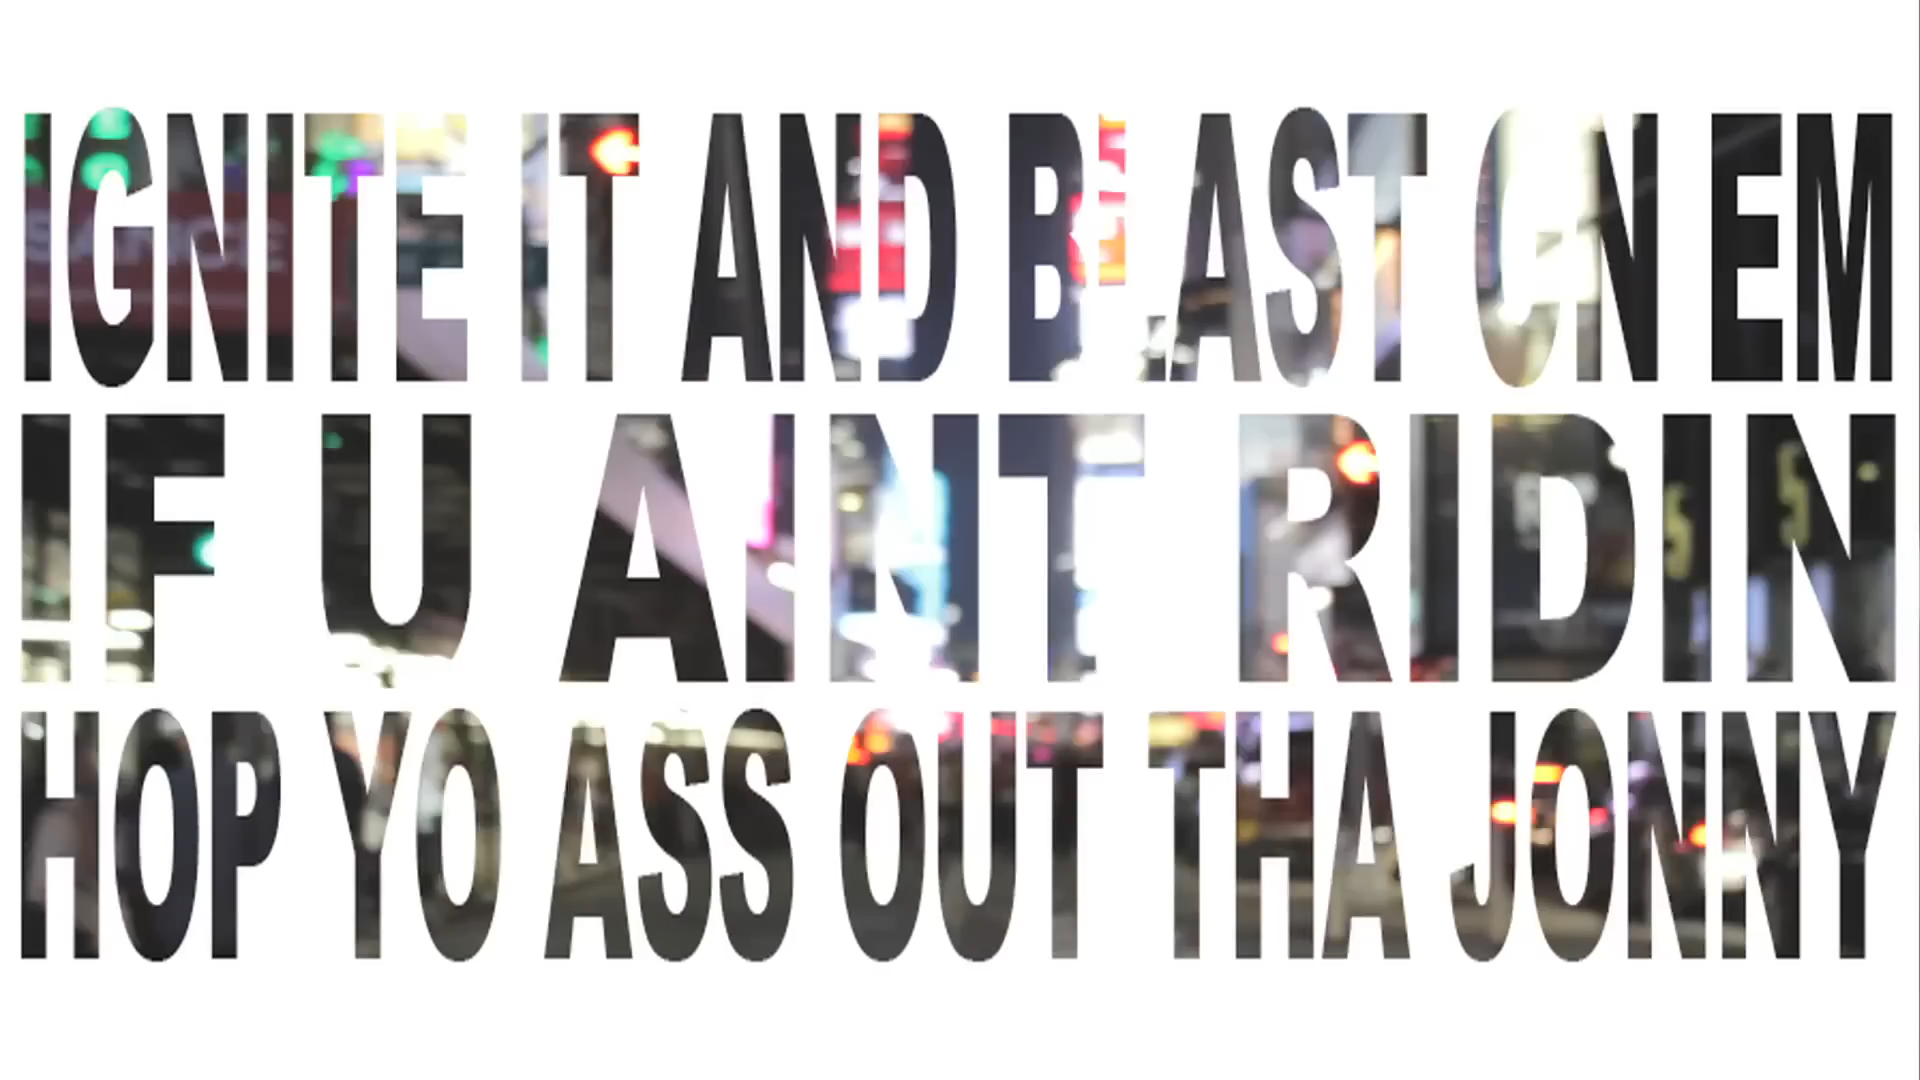 IGNITE IT AND BLAST ON EM
IF U AINT RIDIN
HOP YO ASS OUT THA JONNY